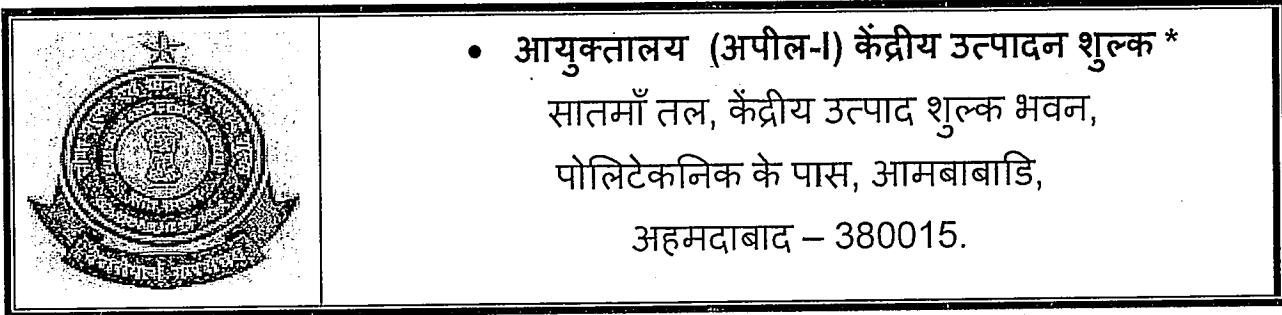 • आयुक्तालय (अपील-I) केंद्रीय उत्पादन शुल्क *
सातमाँ तल, केंद्रीय उत्पाद शुल्क भवन,
पोलिटेकनिक के पास, आमबाबाडि,
अहमदाबाद – 380015.